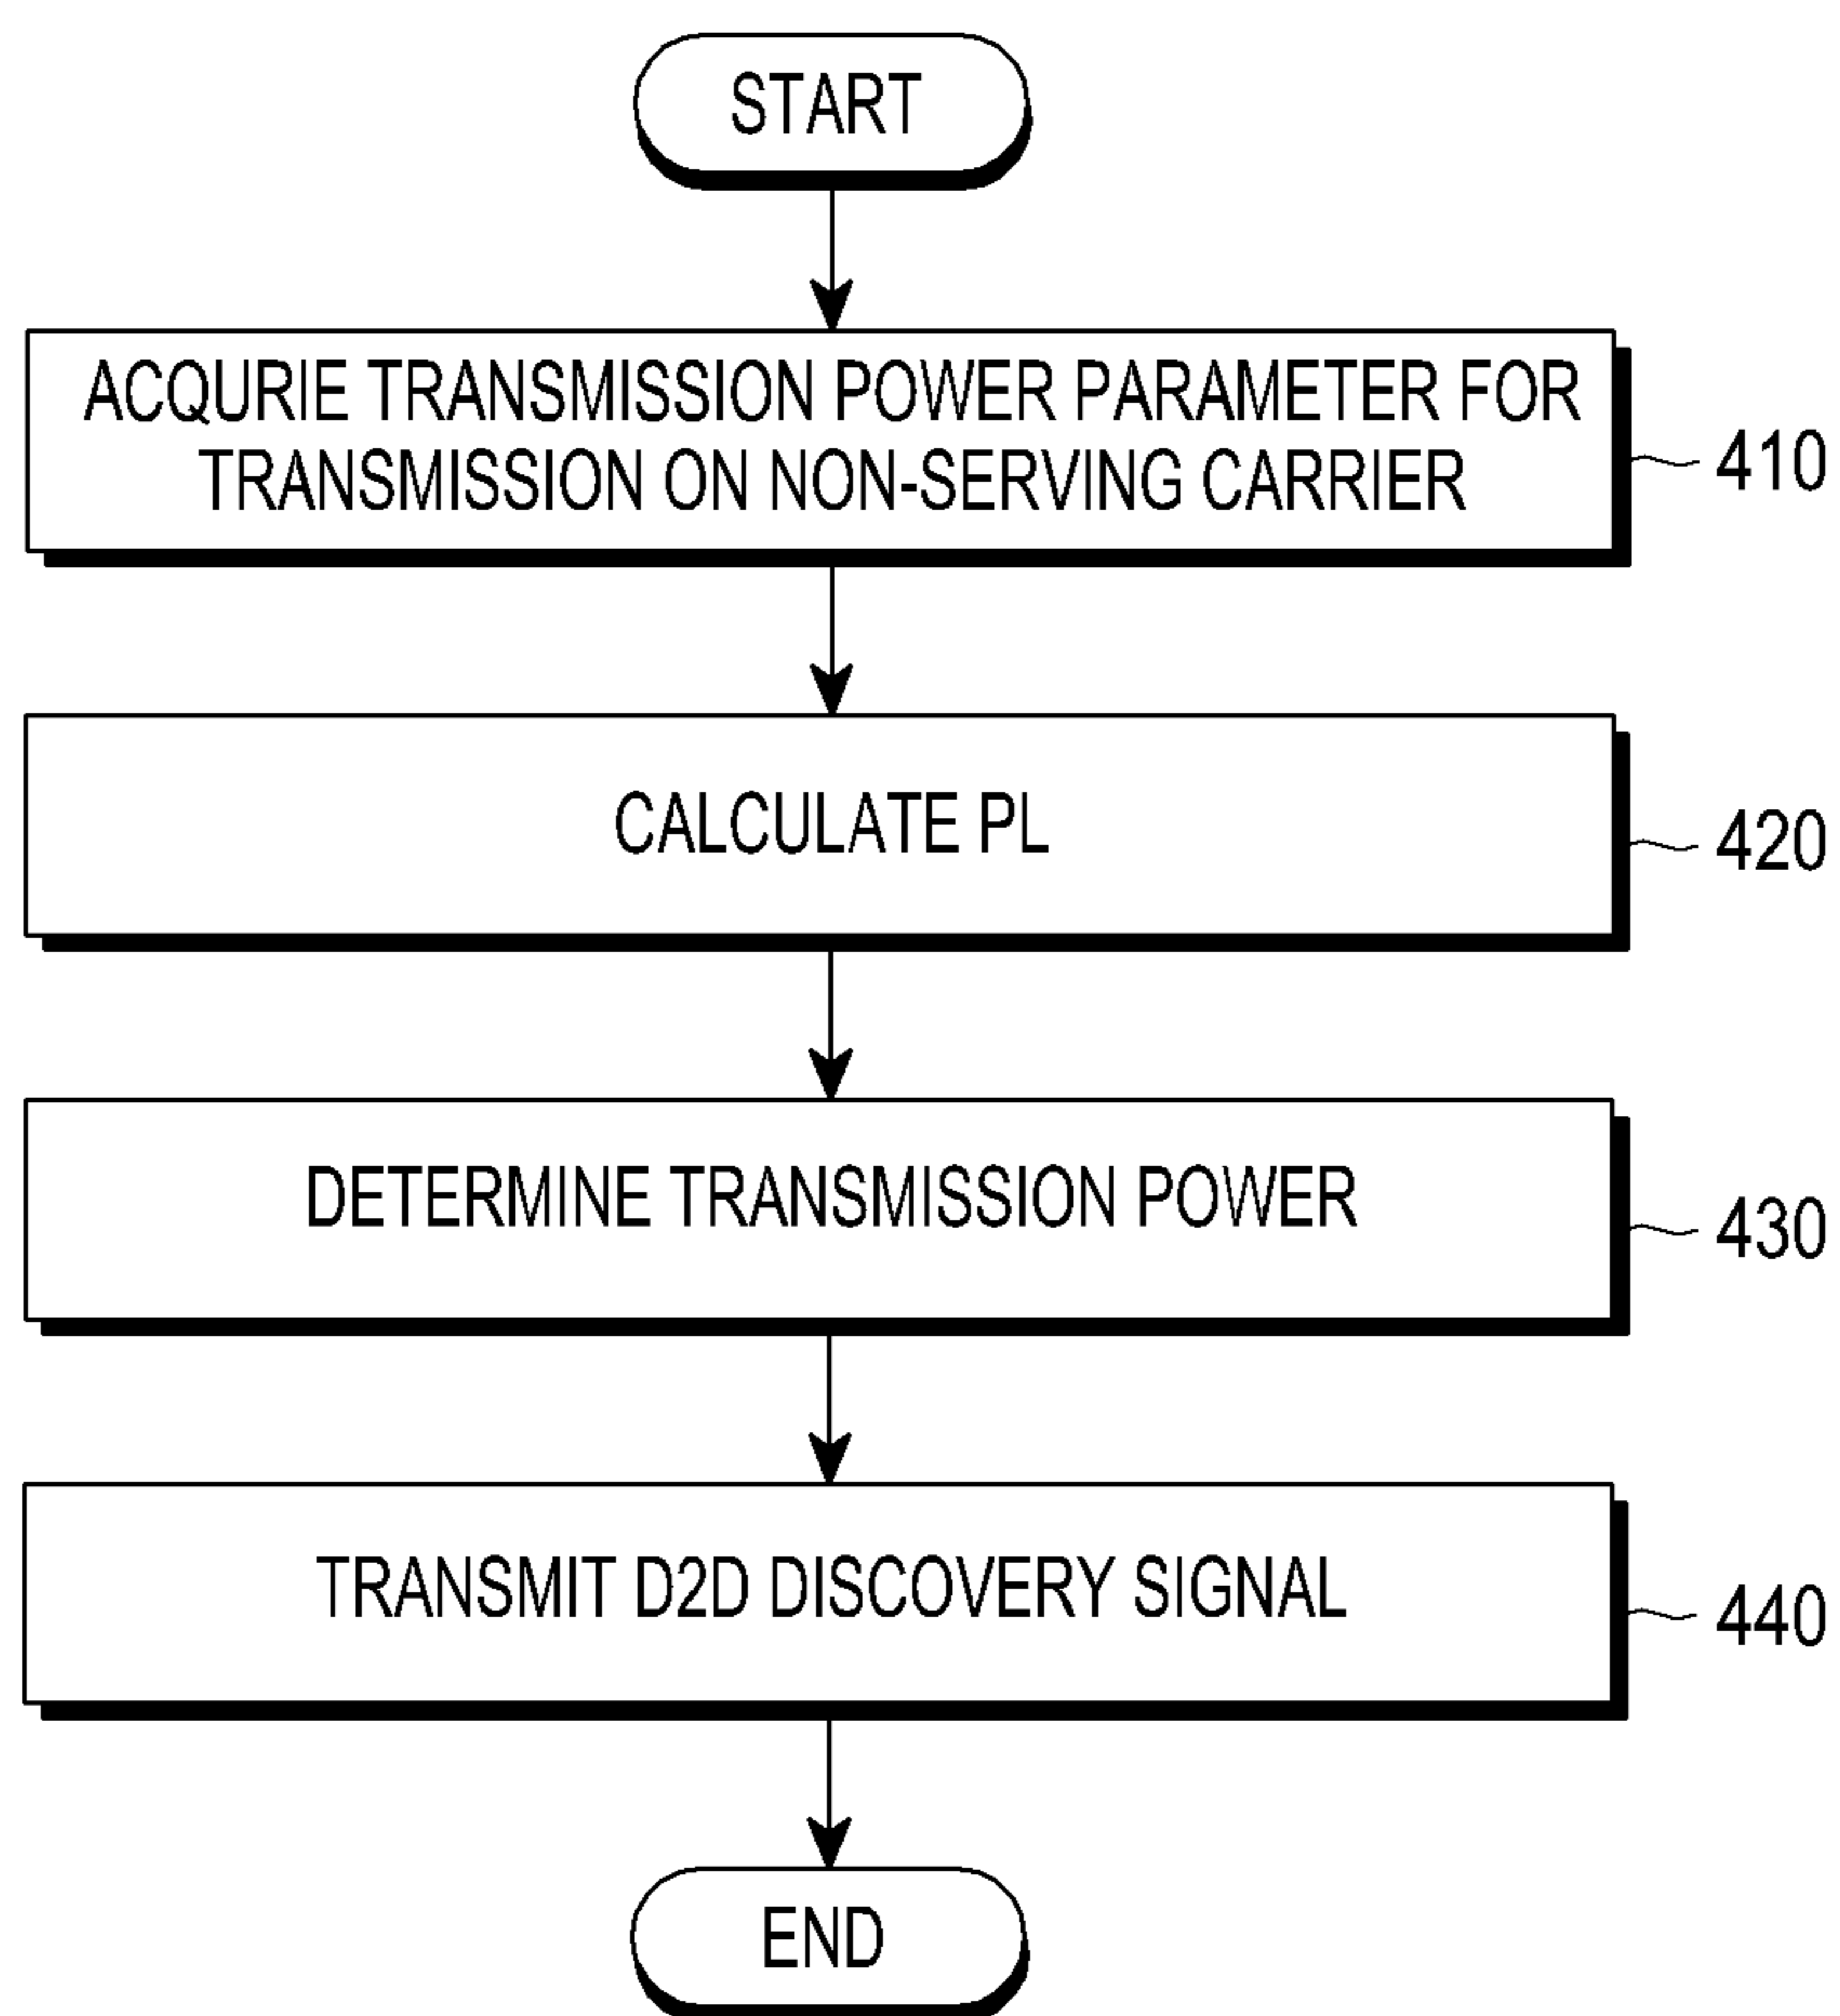 START
ACQURIE TRANSMISSION POWER PARAMETER FOR
TRANSMISSION ON NON-SERVING CARRIER
410
CALCULATE PL
420
DETERMINE TRANSMISSION POWER
430
TRANSMIT D2D DISCOVERY SIGNAL
440
END